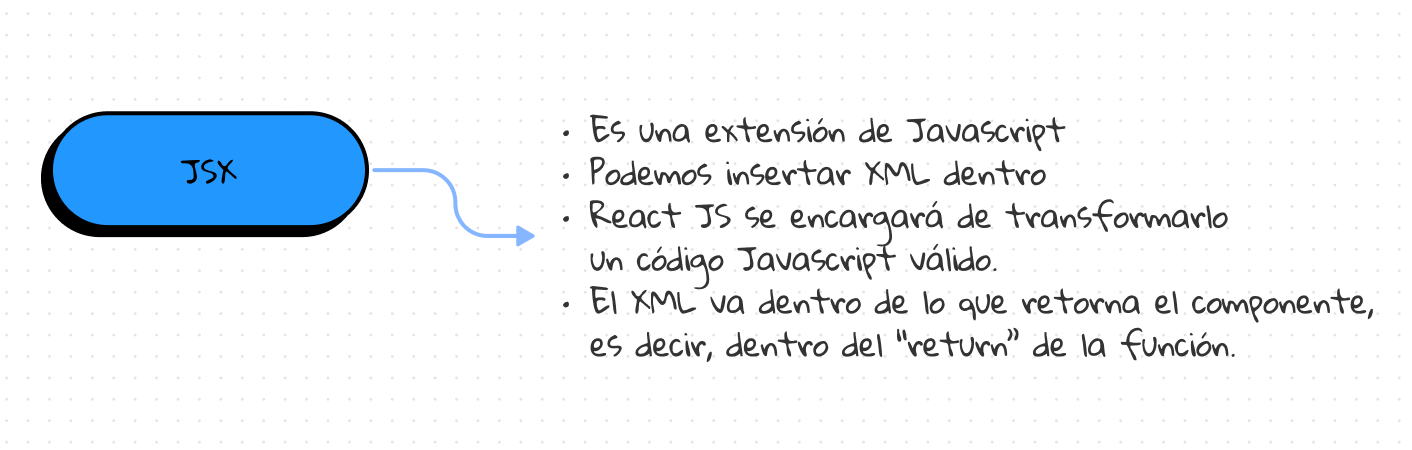 JSX
• Es una extensión de Javascript
• Podemos insertar XML dentro
• React JS se encargará de transformarlo
un código Javascript válido.
• El XML va dentro de lo que retorna el componente,
es decir, dentro del "return" de la función.